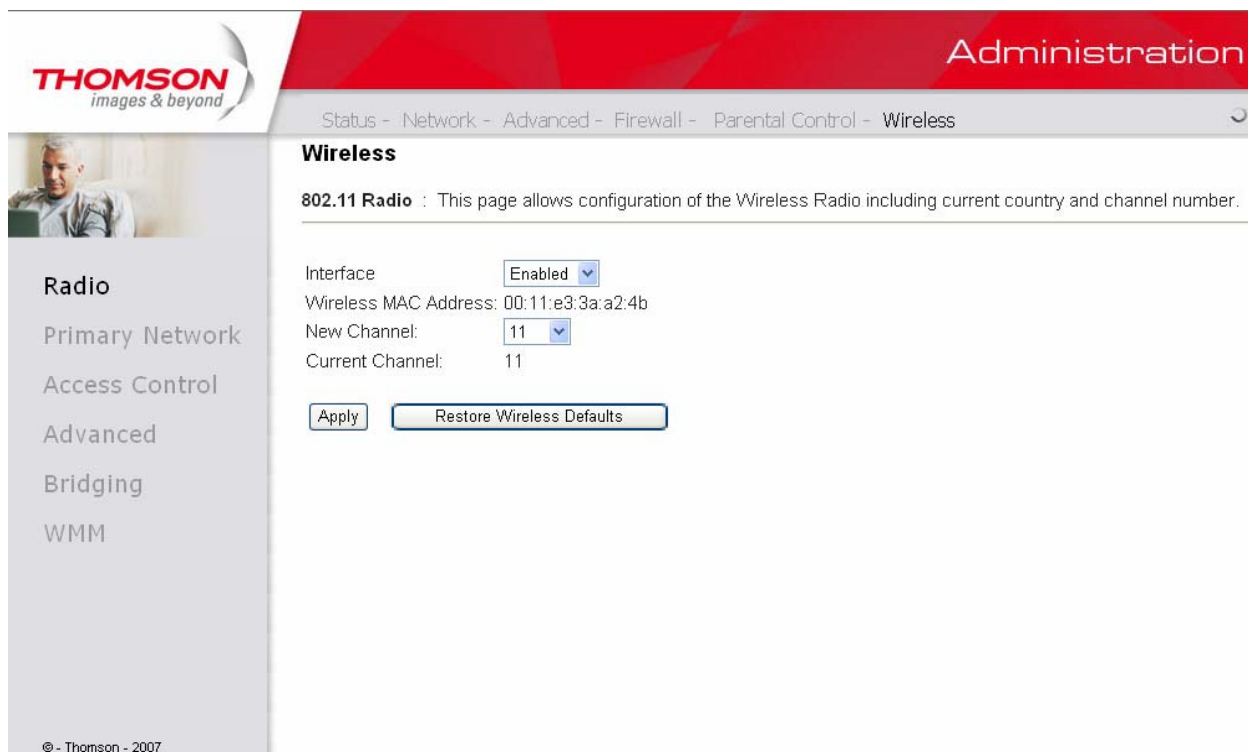 THOMSON
images & beyond
Administration
Status - Network - Advanced - Firewall - Parental Control - Wireless
Wireless
802.11 Radio : This page allows configuration of the Wireless Radio including current country and channel number.
Radio
Primary Network
Access Control
Advanced
Bridging
WMM
Interface Enabled
Wireless MAC Address: 00:11:e3:3a:a2:4b
New Channel: 11
Current Channel: 11
Apply Restore Wireless Defaults
© - Thomson - 2007